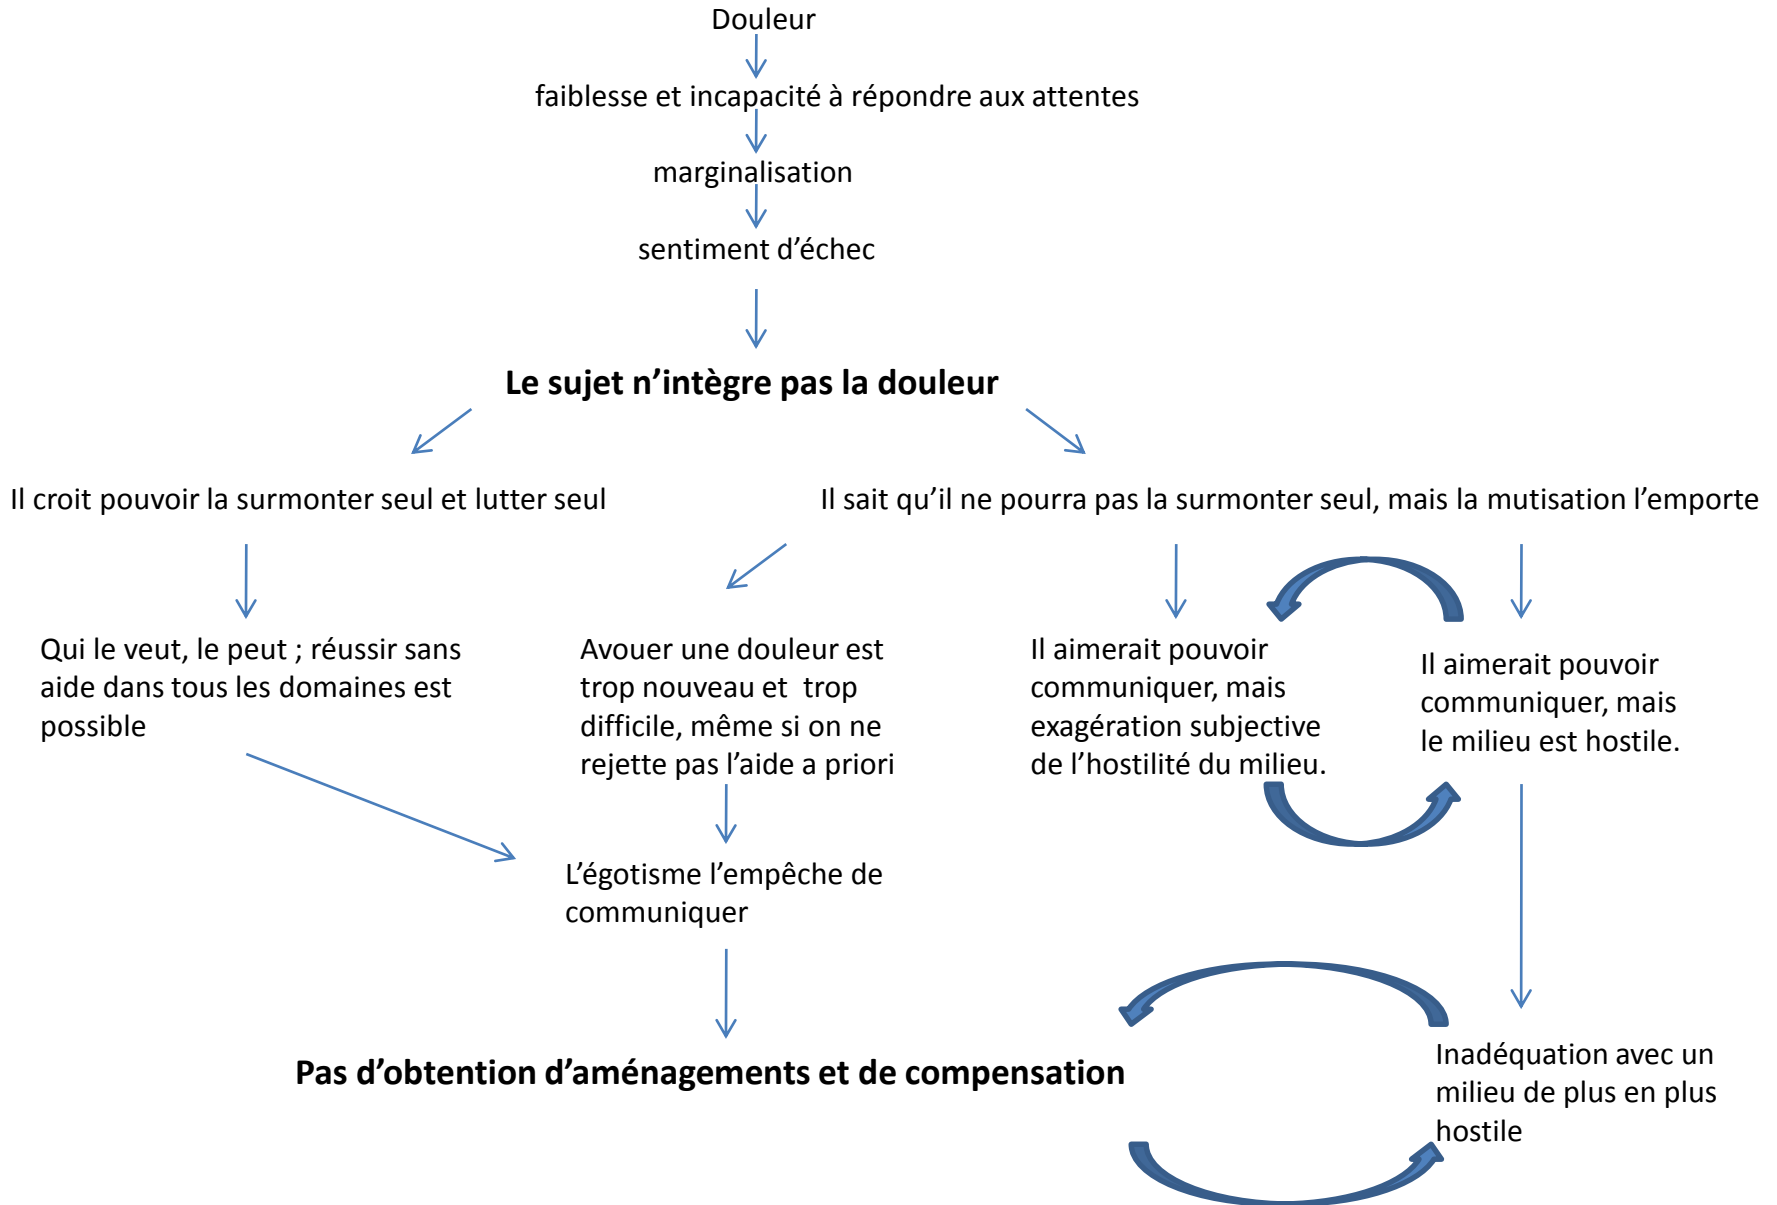 Douleur
faiblesse et incapacité à répondre aux attentes
marginalisation
sentiment d’échec
Le sujet n’intègre pas la douleur
Il croit pouvoir la surmonter seul et lutter seul
Il sait qu’il ne pourra pas la surmonter seul, mais la mutisation l’emporte
Qui le veut, le peut ; réussir sans
aide dans tous les domaines est
possible
Avouer une douleur est
trop nouveau et trop
difficile, même si on ne
rejette pas l’aide a priori
Il aimerait pouvoir
communiquer, mais
exagération subjective
de l’hostilité du milieu.
Il aimerait pouvoir
communiquer, mais
le milieu est hostile.
L’égotisme l’empêche de
communiquer
Pas d’obtention d’aménagements et de compensation
Inadéquation avec un
milieu de plus en plus
hostile